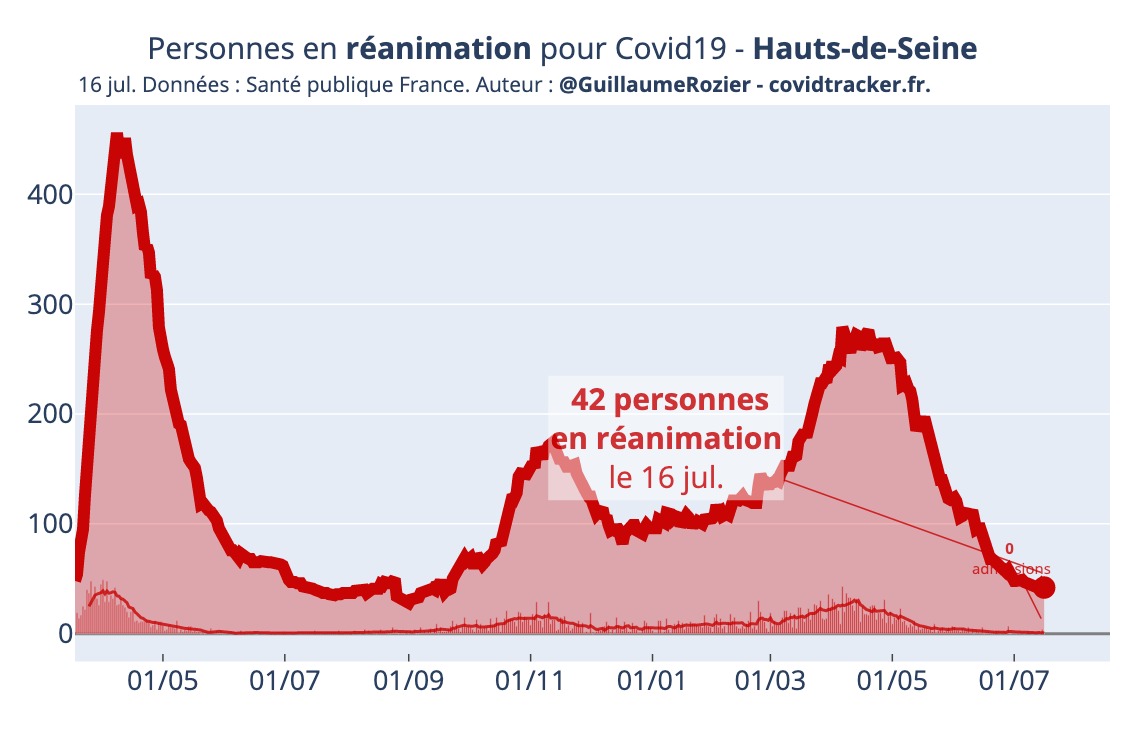 Personnes en réanimation pour Covid19 - Hauts-de-Seine
16 jul. Données : Santé publique France. Auteur : @GuillaumeRozier - covidtracker.fr.
400
300
200
100
0
42 personnes
en réanimation
le 16 jul.
0
admissions
01/05 01/07 01/09 01/11 01/01 01/03 01/05 01/07